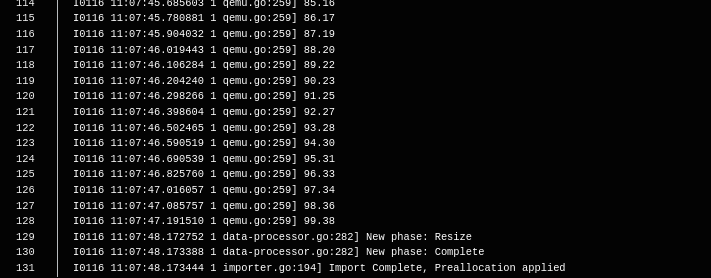 114 I0116 11:07:45.685603 1 qemu.go:259] 85.16
115 I0116 11:07:45.780881 1 qemu.go:259] 86.17
116 I0116 11:07:45.904032 1 qemu.go:259] 87.19
117 I0116 11:07:46.019443 1 qemu.go:259] 88.20
118 I0116 11:07:46.106284 1 qemu.go:259] 89.22
119 I0116 11:07:46.204240 1 qemu.go:259] 90.23
120 I0116 11:07:46.298266 1 qemu.go:259] 91.25
121 I0116 11:07:46.398604 1 qemu.go:259] 92.27
122 I0116 11:07:46.502465 1 qemu.go:259] 93.28
123 I0116 11:07:46.590519 1 qemu.go:259] 94.30
124 I0116 11:07:46.690539 1 qemu.go:259] 95.31
125 I0116 11:07:46.825760 1 qemu.go:259] 96.33
126 I0116 11:07:47.016057 1 qemu.go:259] 97.34
127 I0116 11:07:47.085757 1 qemu.go:259] 98.36
128 I0116 11:07:47.191510 1 qemu.go:259] 99.38
129 I0116 11:07:48.172752 1 data-processor.go:282] New phase: Resize
130 I0116 11:07:48.173388 1 data-processor.go:282] New phase: Complete
131 I0116 11:07:48.173444 1 importer.go:194] Import Complete, Preallocation applied